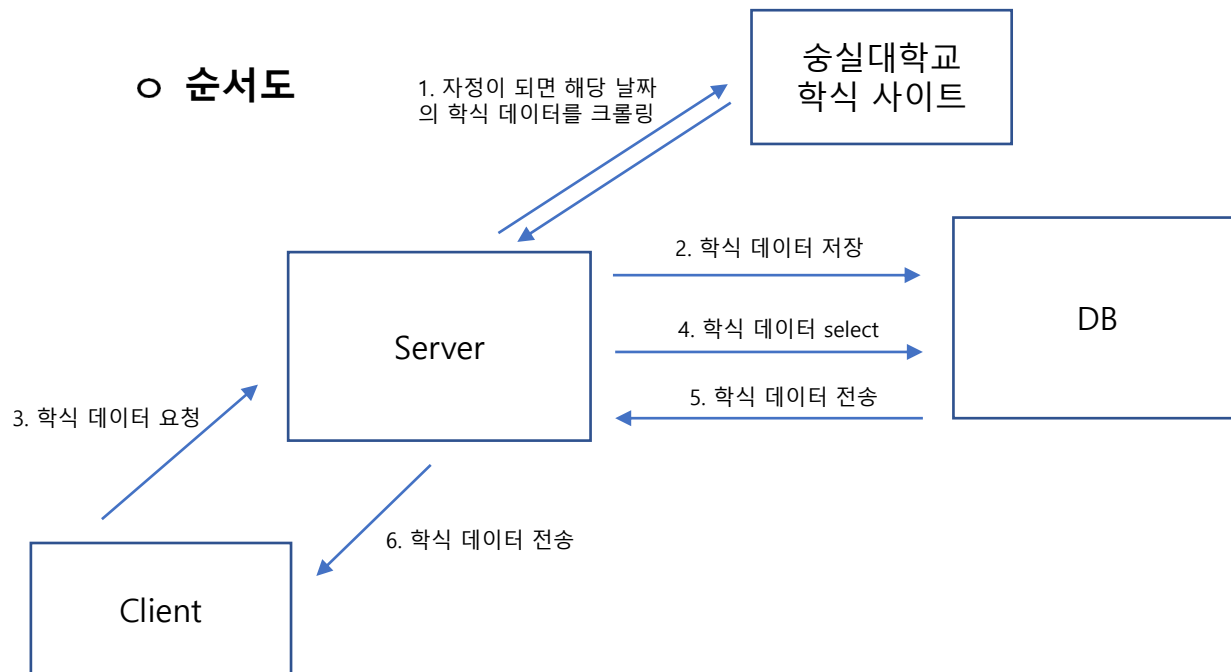 ㅇ 순서도
1. 자정이 되면 해당 날짜
의 학식 데이터를 크롤링
숭실대학교
학식 사이트
2. 학식 데이터 저장
Server
4. 학식 데이터 select
DB
5. 학식 데이터 전송
3. 학식 데이터 요청
6. 학식 데이터 전송
Client